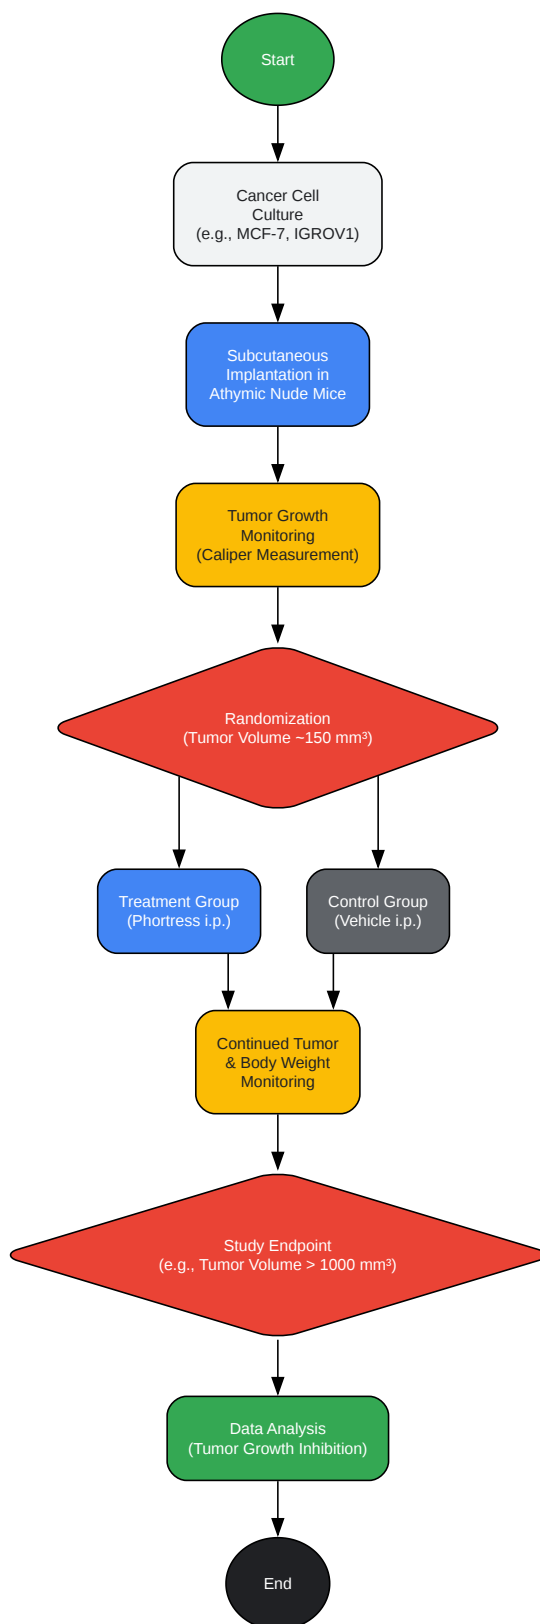 Start
Cancer Cell
Culture
(e.g., MCF-7, IGROV1)
Subcutaneous
Implantation in
Athymic Nude Mice
Tumor Growth
Monitoring
(Caliper Measurement)
Randomization
(Tumor Volume ~150 mm³)
Treatment Group
(Phortress i.p.)
Control Group
(Vehicle i.p.)
Continued Tumor
& Body Weight
Monitoring
Study Endpoint
(e.g., Tumor Volume > 1000 mm³)
Data Analysis
(Tumor Growth Inhibition)
End